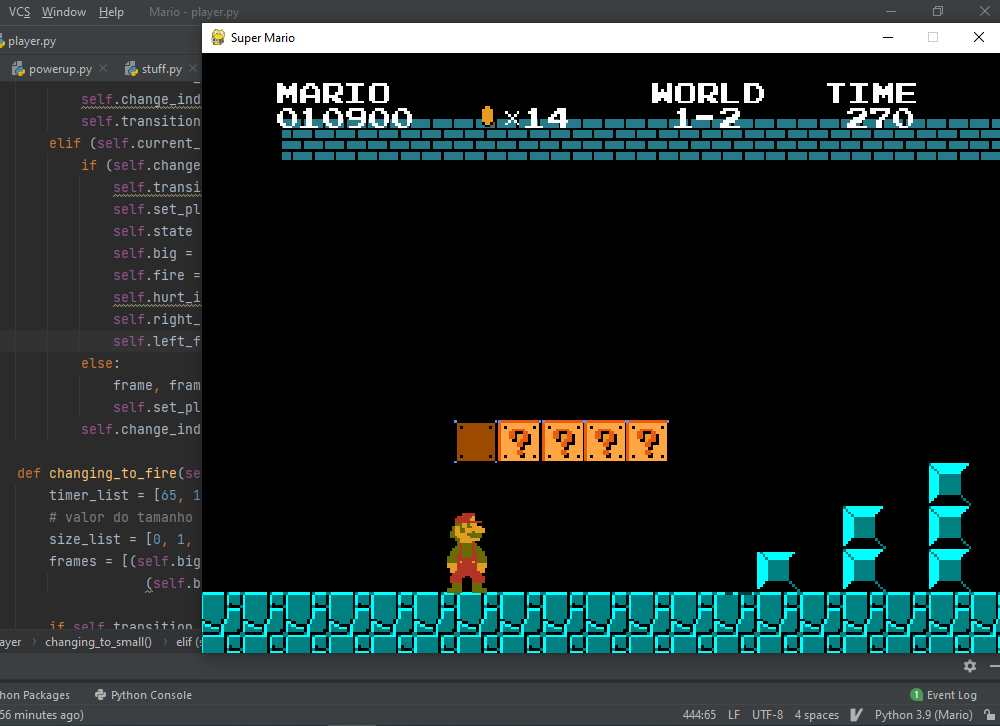 VCS Window Help Mario - player.py
player.py
Super Mario
powerup.py stuff.py
self.change_ind
self.transition
elif (self.current_
if (self.change
self.transi
self.set_pl
self.state
self.big =
self.fire =
self.hurt_i
self.right_
self.left_f
else:
frame, fram
self.set_pl
self.change_ind
def changing_to_fire(se
timer_list = [65, 1
# valor do tamanho
size_list = [0, 1,
frames = [(self.big
(self.b
if self.transition
MARIO WORLD TIME
010900 ×14 1-2 270
? ? ? ?
ayer › changing_to_small() › elif (s
hon Packages Python Console 1 Event Log
56 minutes ago) 444:65 LF UTF-8 4 spaces Python 3.9 (Mario)